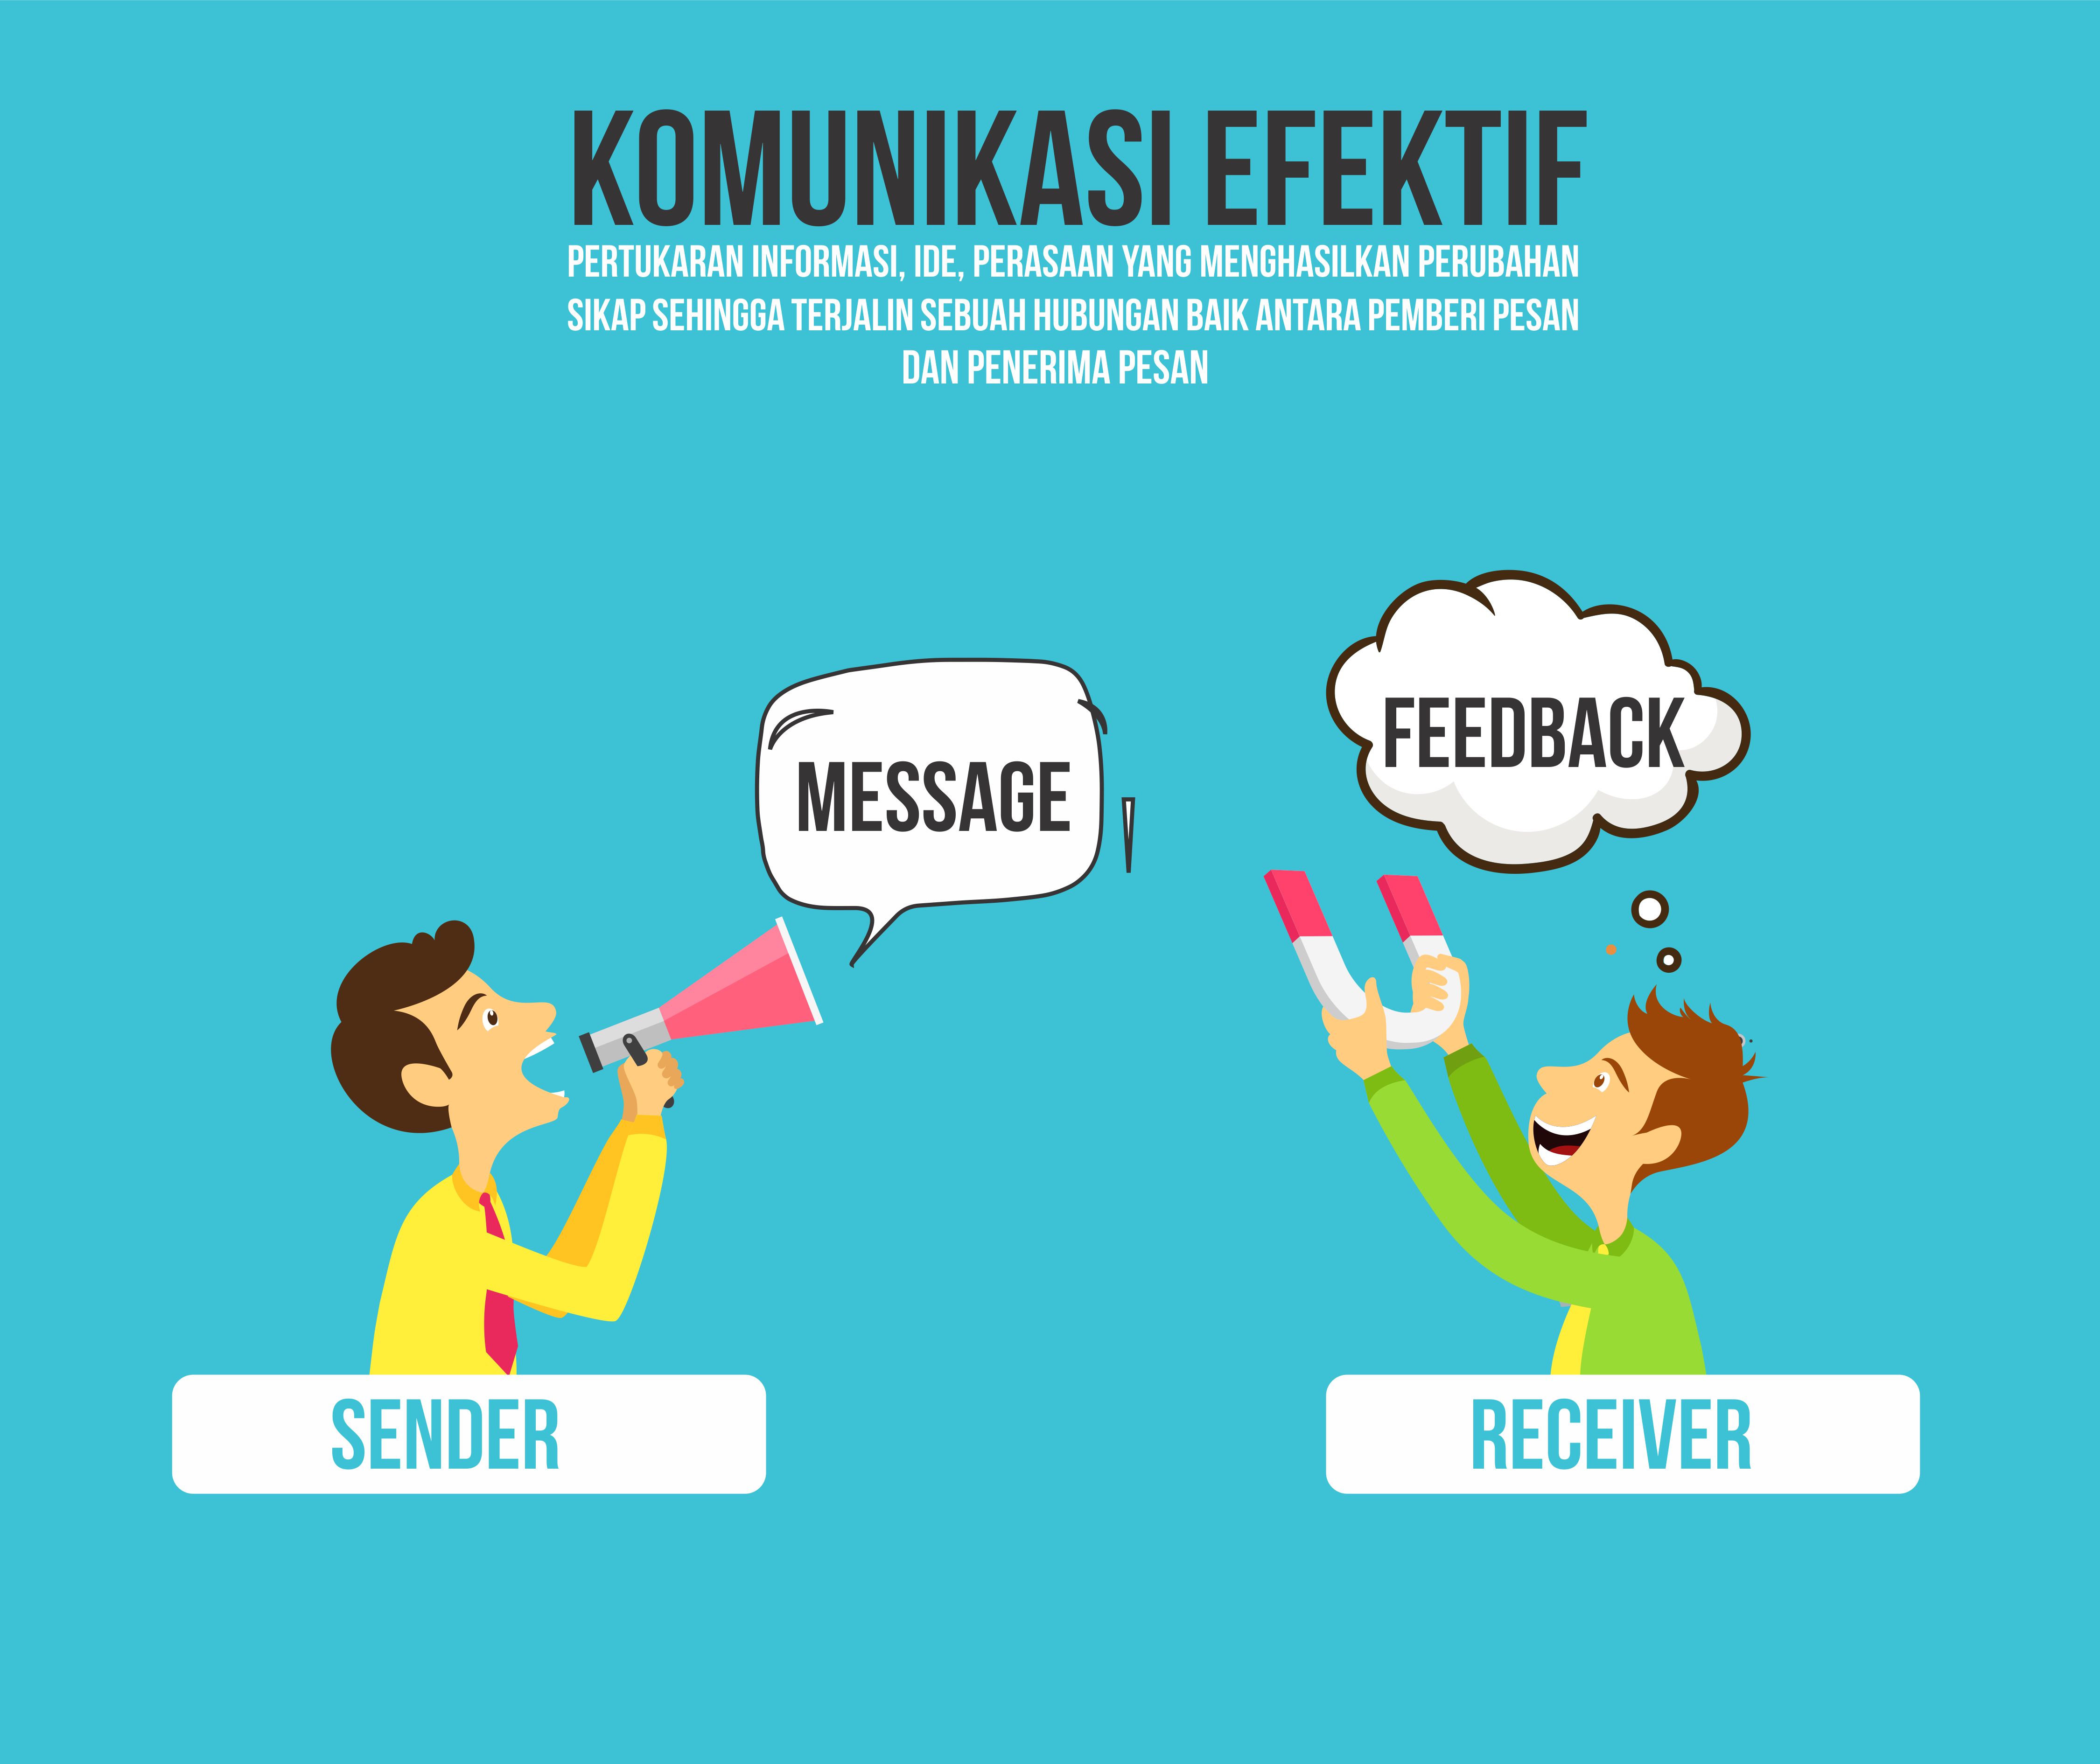 KOMUNIKASI EFEKTIF
PERTUKARAN INFORMASI, IDE, PERASAAN YANG MENGHASILKAN PERUBAHAN
SIKAP SEHINGGA TERJALIN SEBUAH HUBUNGAN BAIK ANTARA PEMBERI PESAN
DAN PENERIMA PESAN
FEEDBACK
MESSAGE
SENDER
RECEIVER